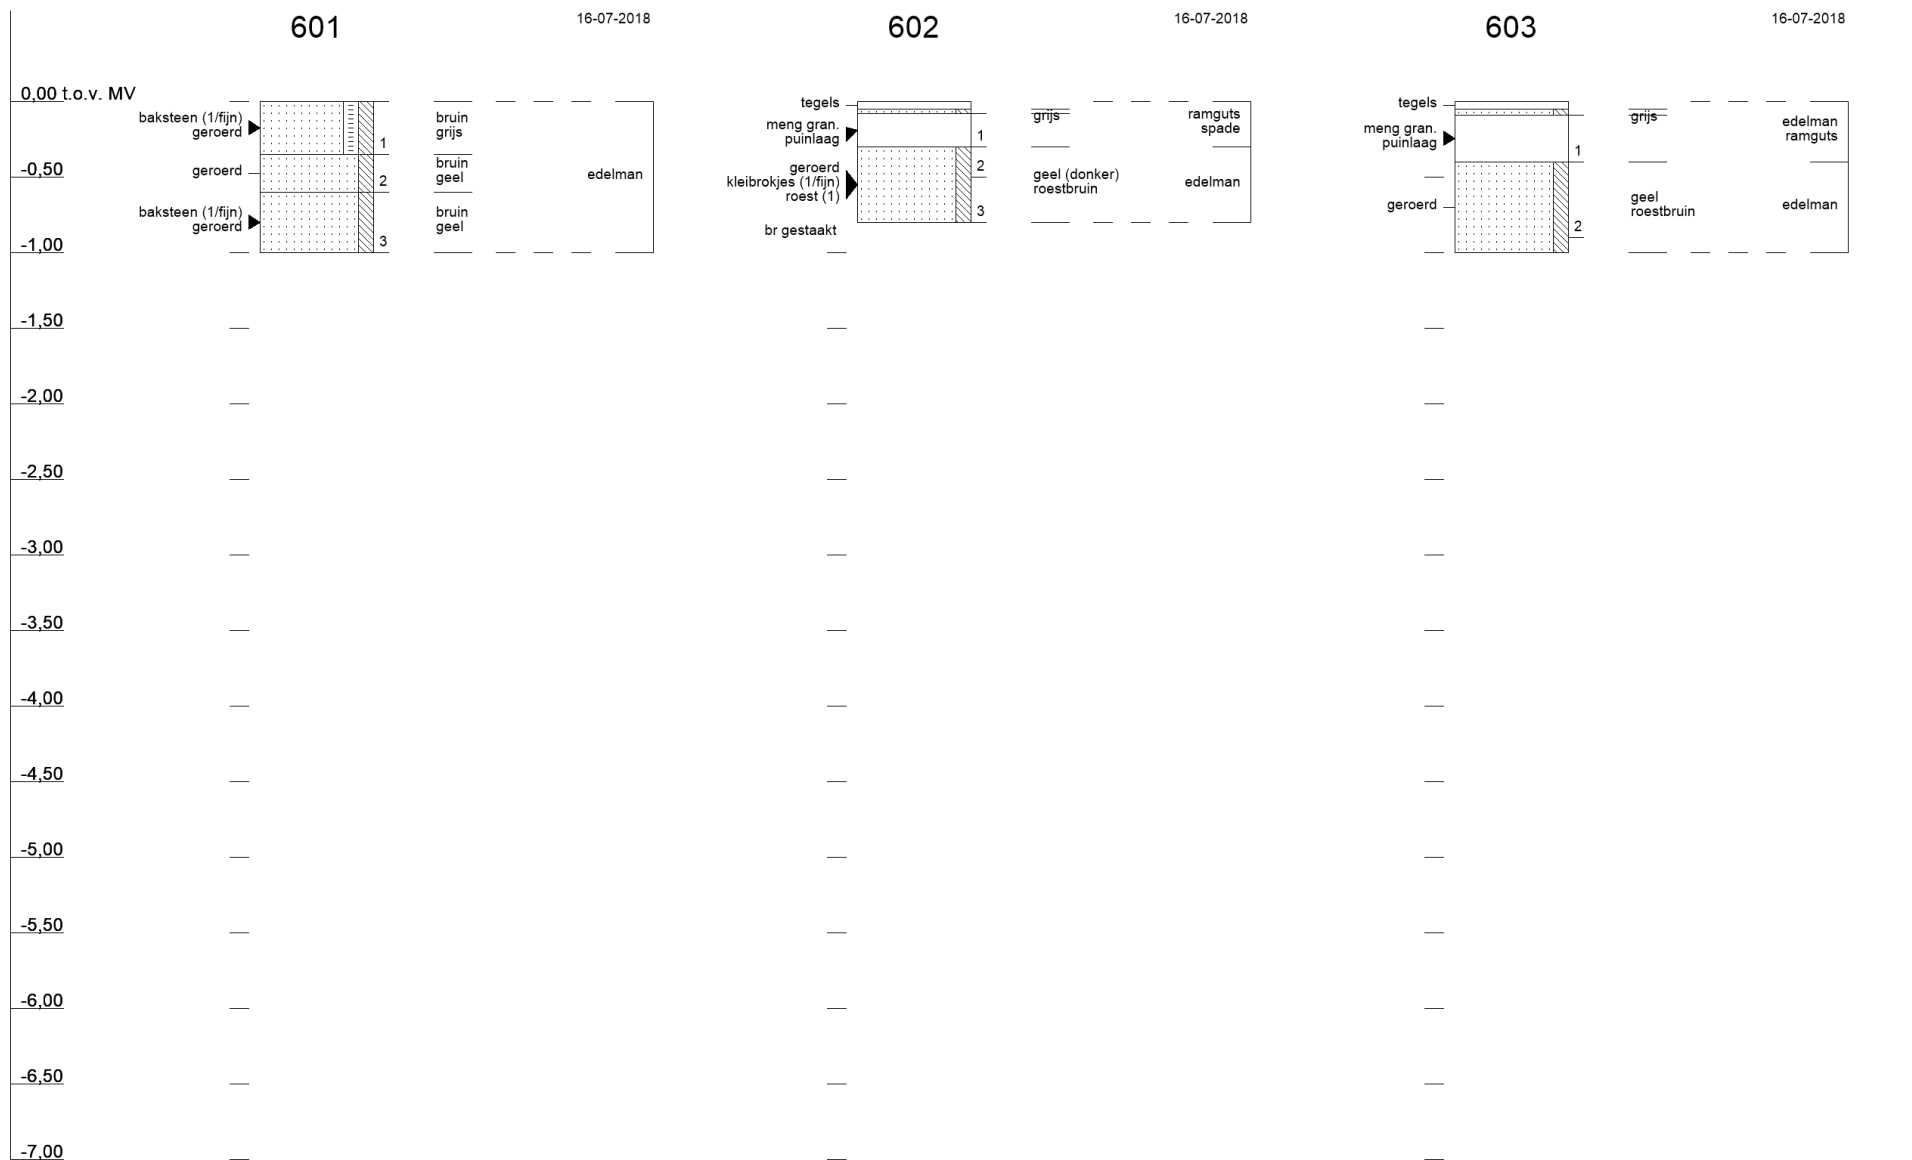 601
16-07-2018
602
16-07-2018
603
16-07-2018
0,00 t.o.v. MV
-0,50
-1,00
-1,50
-2,00
-2,50
-3,00
-3,50
-4,00
-4,50
-5,00
-5,50
-6,00
-6,50
-7,00
baksteen (1/fijn)
geroerd
geroerd
baksteen (1/fijn)
geroerd
1
2
3
bruin
grijs
bruin
geel
bruin
geel
edelman
tegels
meng gran.
puinlaag
geroerd
kleibrokjes (1/fijn)
roest (1)
br gestaakt
1
2
3
grijs
geel (donker)
roestbruin
ramguts
spade
edelman
tegels
meng gran.
puinlaag
geroerd
1
2
grijs
geel
roestbruin
edelman
ramguts
edelman